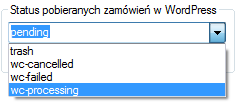 Status pobieranych zamówień w WordPress
pending
trash
wc-cancelled
wc-failed
wc-processing